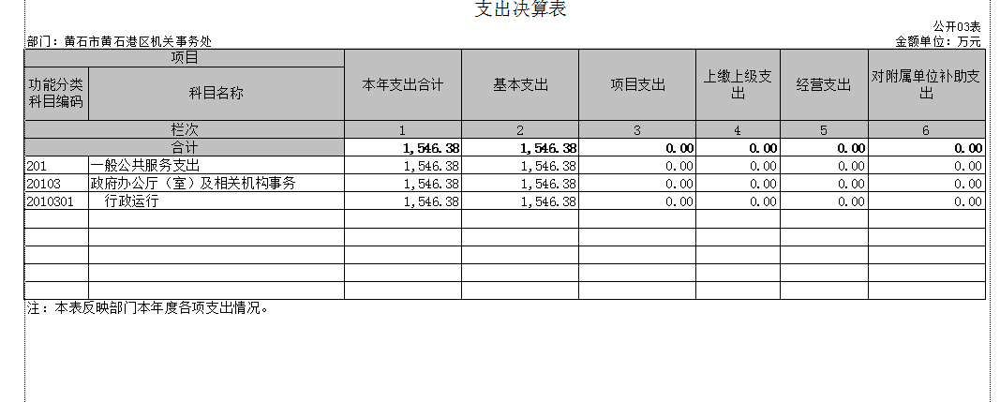 支出决算表
公开03表
部门：黄石市黄石港区机关事务处 金额单位：万元
项目 本年支出合计 基本支出 项目支出 上缴上级支出 经营支出 对附属单位补助支出
功能分类科目编码 科目名称
栏次 1 2 3 4 5 6
合计 1,546.38 1,546.38 0.00 0.00 0.00 0.00
201 一般公共服务支出 1,546.38 1,546.38 0.00 0.00 0.00 0.00
20103 政府办公厅（室）及相关机构事务 1,546.38 1,546.38 0.00 0.00 0.00 0.00
2010301 行政运行 1,546.38 1,546.38 0.00 0.00 0.00 0.00
注：本表反映部门本年度各项支出情况。